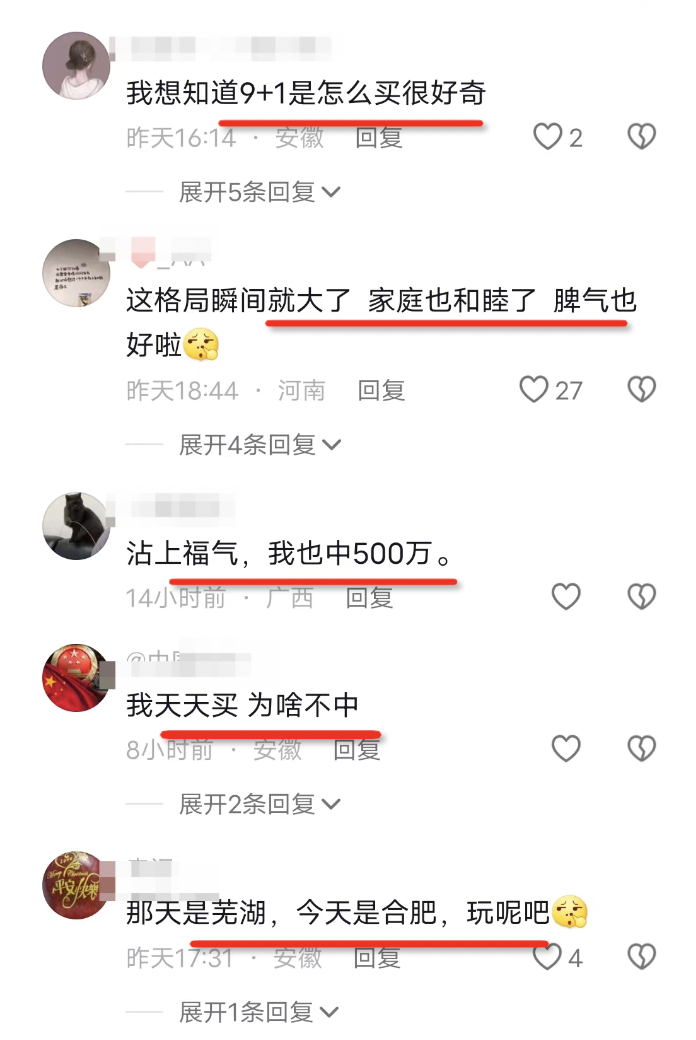 我想知道9+1是怎么买很好奇
昨天16:14 · 安徽 回复
2
展开5条回复
这格局瞬间就大了 家庭也和睦了 脾气也
好啦
昨天18:44 · 河南 回复
27
展开4条回复
沾上福气，我也中500万。
14小时前 · 广西 回复
我天天买 为啥不中
8小时前 · 安徽 回复
展开2条回复
平安快樂
那天是芜湖，今天是合肥，玩呢吧
昨天17:31 · 安徽 回复
4
展开1条回复